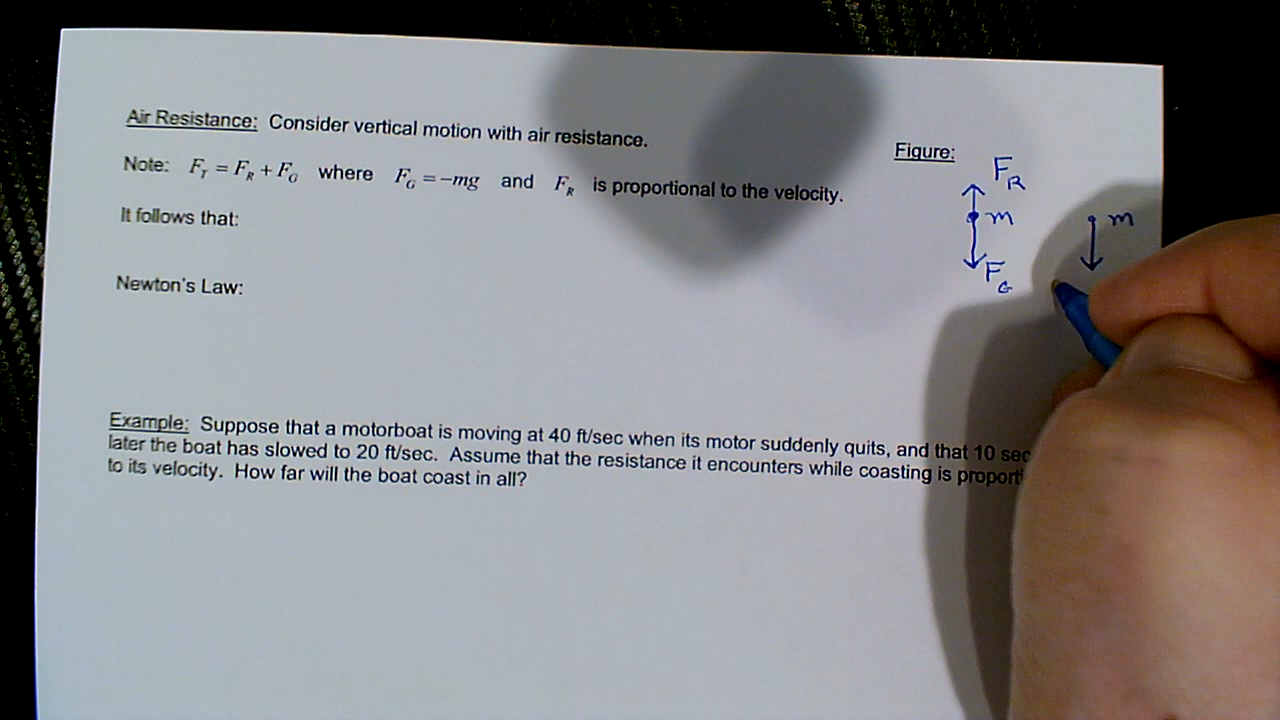 Air Resistance: Consider vertical motion with air resistance.
Figure:
Note: F_T = F_R + F_G where F_G = -mg and F_R is proportional to the velocity.
F_R
m
m
F_G
It follows that:
Newton's Law:
Example: Suppose that a motorboat is moving at 40 ft/sec when its motor suddenly quits, and that 10 sec
later the boat has slowed to 20 ft/sec. Assume that the resistance it encounters while coasting is
to its velocity. How far will the boat coast in all?